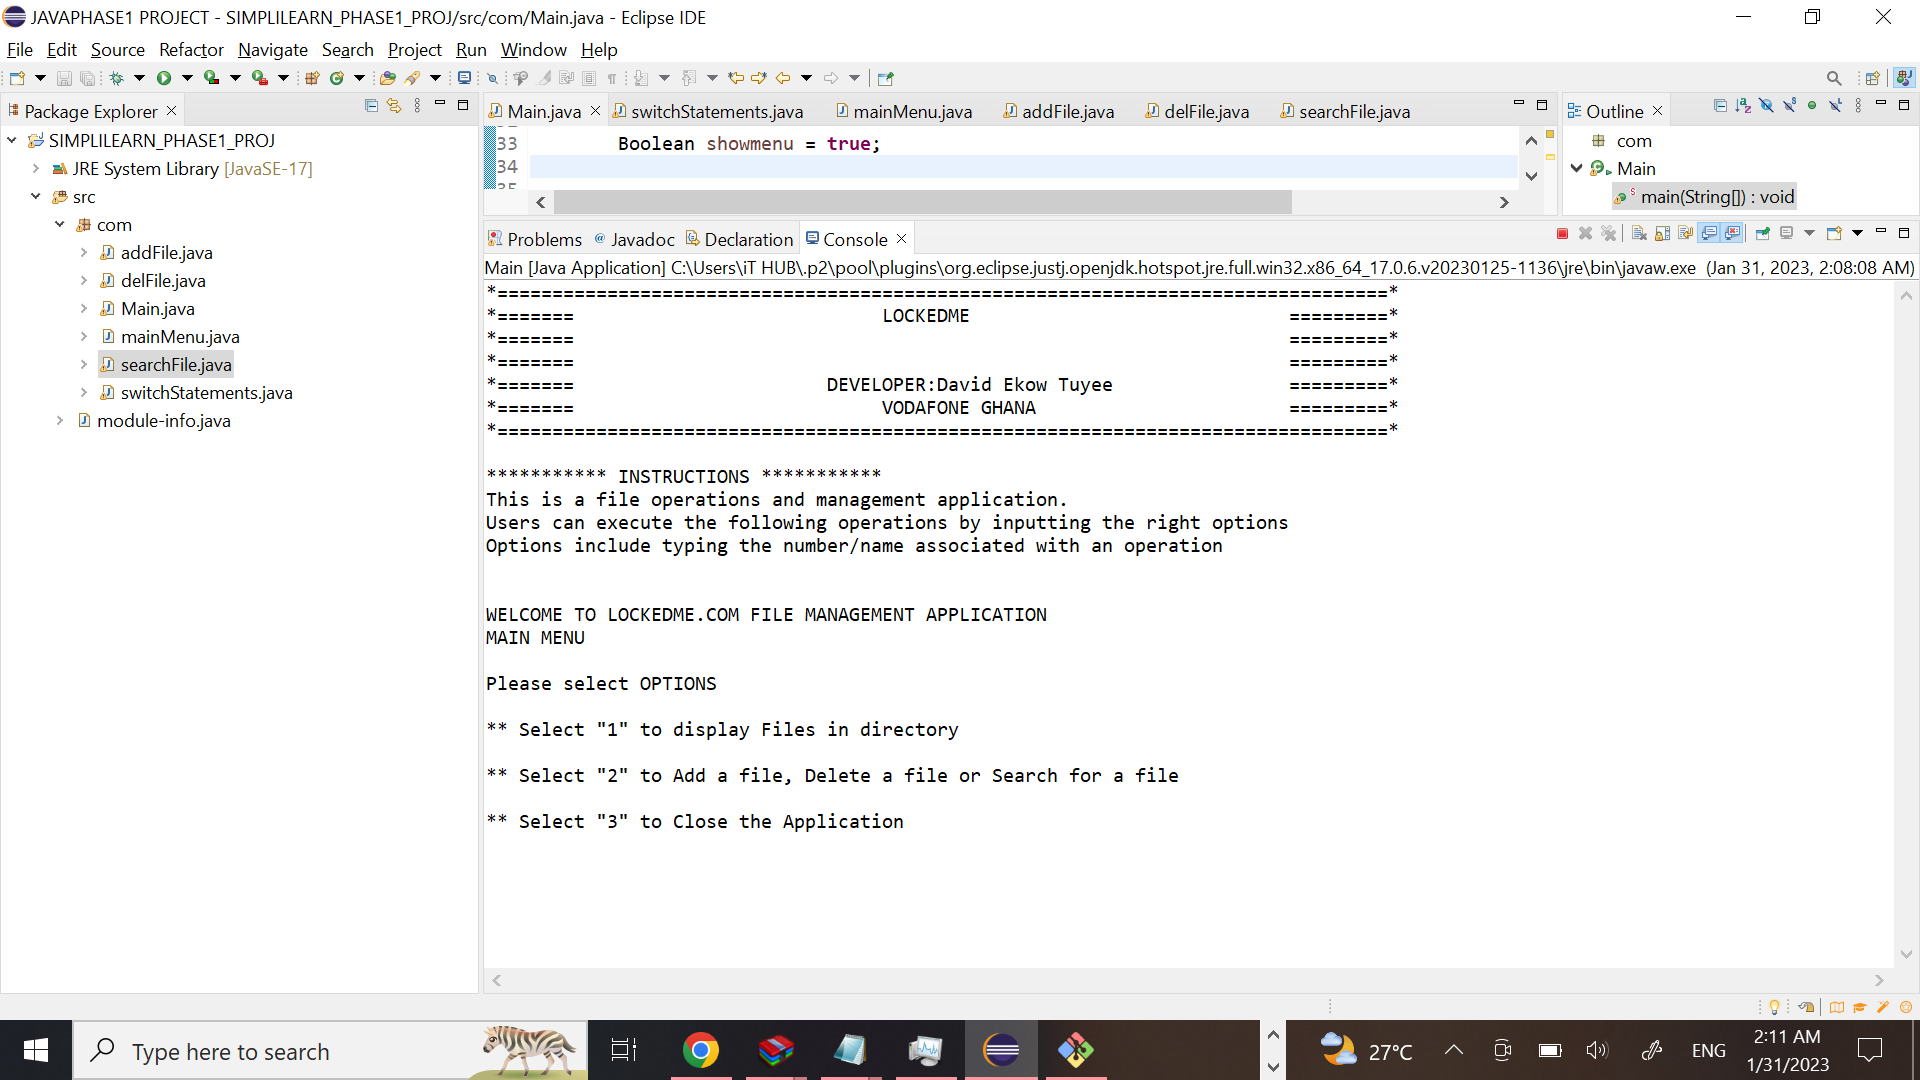 JAVAPHASE1 PROJECT - SIMPLILEARN_PHASE1_PROJ/src/com/Main.java - Eclipse IDE
File Edit Source Refactor Navigate Search Project Run Window Help
Package Explorer
SIMPLILEARN_PHASE1_PROJ
JRE System Library [JavaSE-17]
src
com
addFile.java
delFile.java
Main.java
mainMenu.java
searchFile.java
switchStatements.java
module-info.java
Main.java switchStatements.java mainMenu.java addFile.java delFile.java searchFile.java
33 Boolean showmenu = true;
34
Outline
com
Main
main(String[]) : void
Problems Javadoc Declaration Console
Main [Java Application] C:\Users\iT HUB\.p2\pool\plugins\org.eclipse.justj.openjdk.hotspot.jre.full.win32.x86_64_17.0.6.v20230125-1136\jre\bin\javaw.exe (Jan 31, 2023, 2:08:08 AM)
*=================================================================================*
*======= LOCKEDME =========*
*======= =========*
*======= =========*
*======= DEVELOPER:David Ekow Tuyee =========*
*======= VODAFONE GHANA =========*
*=================================================================================*
*********** INSTRUCTIONS ***********
This is a file operations and management application.
Users can execute the following operations by inputting the right options
Options include typing the number/name associated with an operation
WELCOME TO LOCKEDME.COM FILE MANAGEMENT APPLICATION
MAIN MENU
Please select OPTIONS
** Select "1" to display Files in directory
** Select "2" to Add a file, Delete a file or Search for a file
** Select "3" to Close the Application
Type here to search
27°C
ENG
2:11 AM
1/31/2023